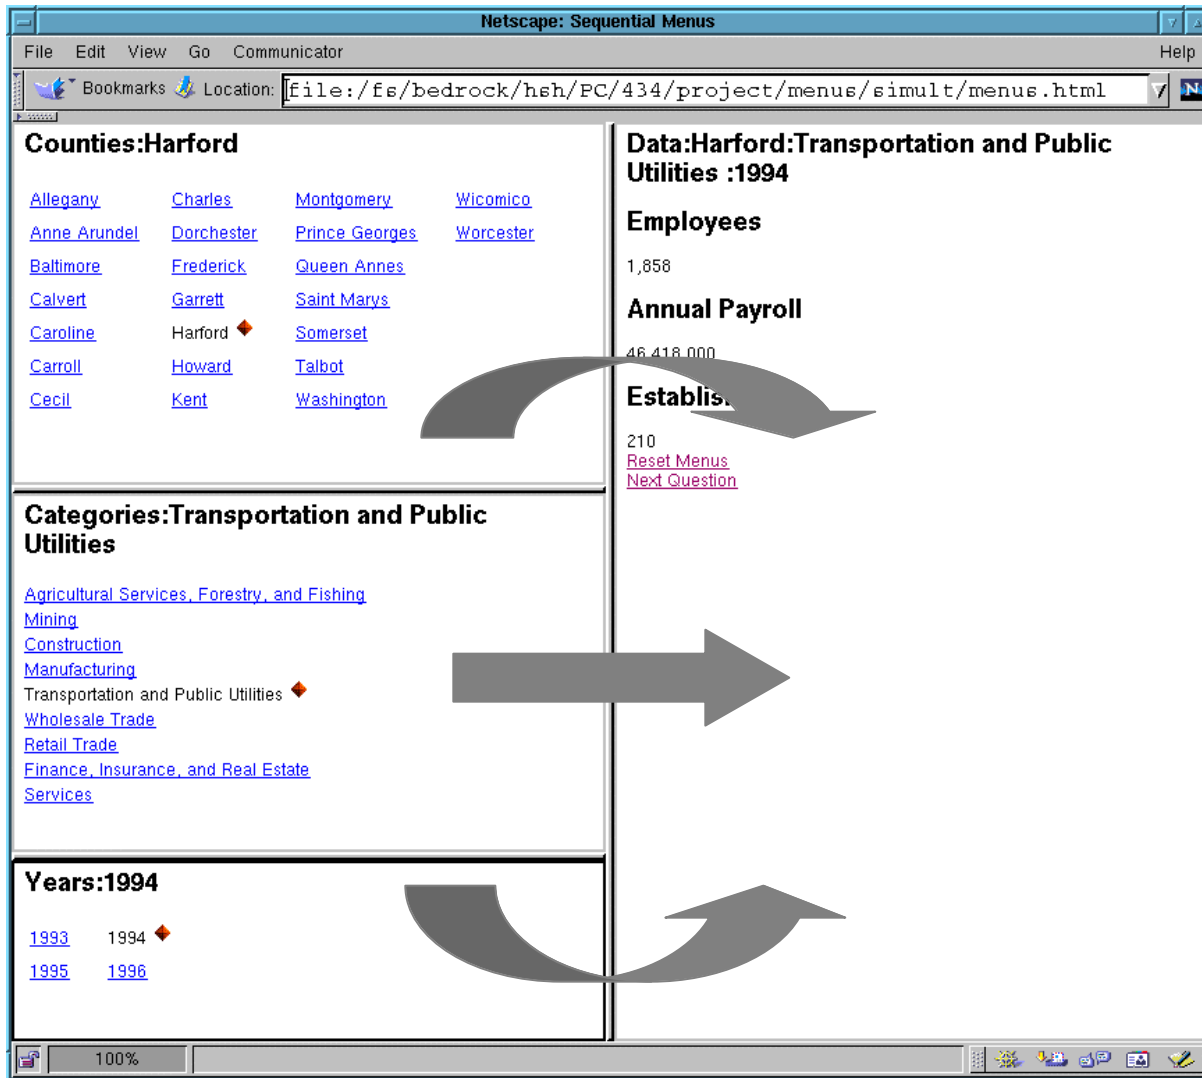 Netscape: Sequential Menus
File Edit View Go Communicator Help
Bookmarks Location: file:/fs/bedrock/hsh/PC/434/project/menus/simult/menus.html
Counties:Harford
Allegany Charles Montgomery Wicomico
Anne Arundel Dorchester Prince Georges Worcester
Baltimore Frederick Queen Annes
Calvert Garrett Saint Marys
Caroline Harford Somerset
Carroll Howard Talbot
Cecil Kent Washington
Categories:Transportation and Public
Utilities
Agricultural Services, Forestry, and Fishing
Mining
Construction
Manufacturing
Transportation and Public Utilities
Wholesale Trade
Retail Trade
Finance, Insurance, and Real Estate
Services
Years:1994
1993 1994
1995 1996
Data:Harford:Transportation and Public
Utilities :1994
Employees
1,858
Annual Payroll
46,418,000
210
Reset Menus
Next Question
100%
N